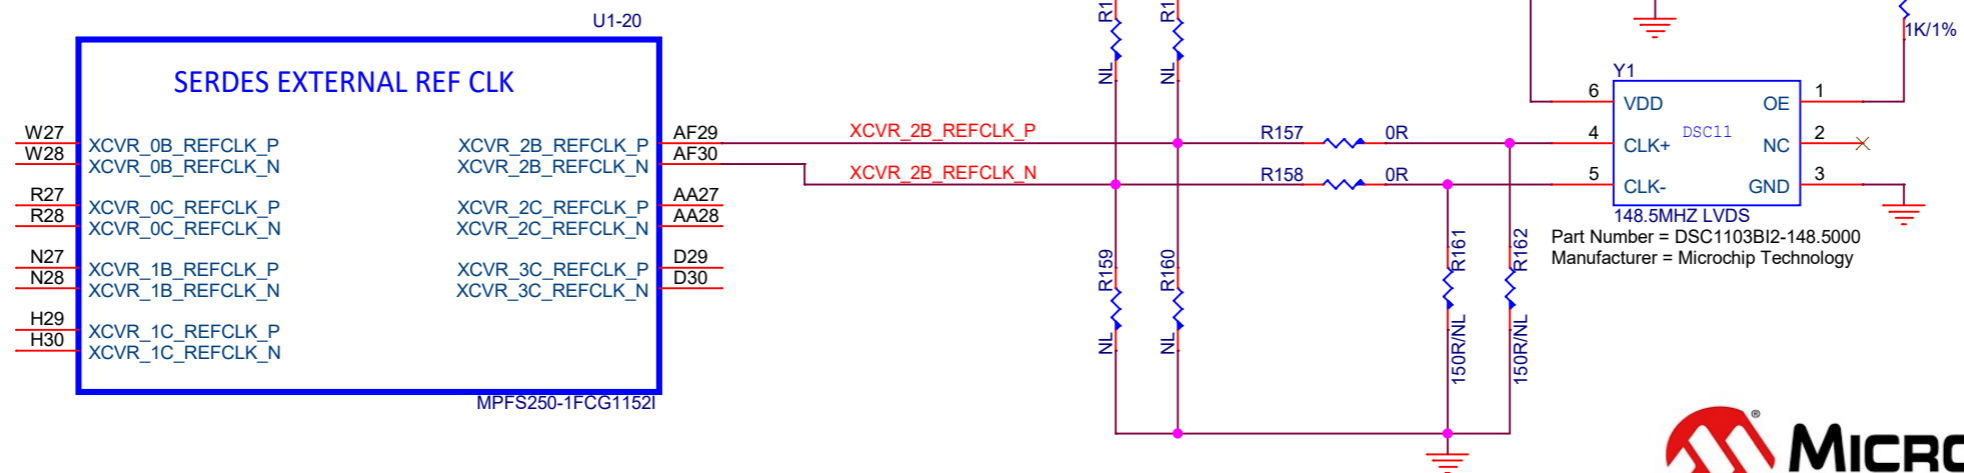 U1-20
SERDES EXTERNAL REF CLK
W27 XCVR_0B_REFCLK_P XCVR_2B_REFCLK_P AF29
W28 XCVR_0B_REFCLK_N XCVR_2B_REFCLK_N AF30
R27 XCVR_0C_REFCLK_P XCVR_2C_REFCLK_P AA27
R28 XCVR_0C_REFCLK_N XCVR_2C_REFCLK_N AA28
N27 XCVR_1B_REFCLK_P XCVR_3C_REFCLK_P D29
N28 XCVR_1B_REFCLK_N XCVR_3C_REFCLK_N D30
H29 XCVR_1C_REFCLK_P
H30 XCVR_1C_REFCLK_N
MPFS250-1FCG1152I
XCVR_2B_REFCLK_P
XCVR_2B_REFCLK_N
NL
NL
R157 0R
R158 0R
R159 NL
R160 NL
R161 150R/NL
R162 150R/NL
1K/1%
Y1
6 VDD OE 1
4 CLK+ DSC11 NC 2
5 CLK- GND 3
148.5MHZ LVDS
Part Number = DSC1103BI2-148.5000
Manufacturer = Microchip Technology